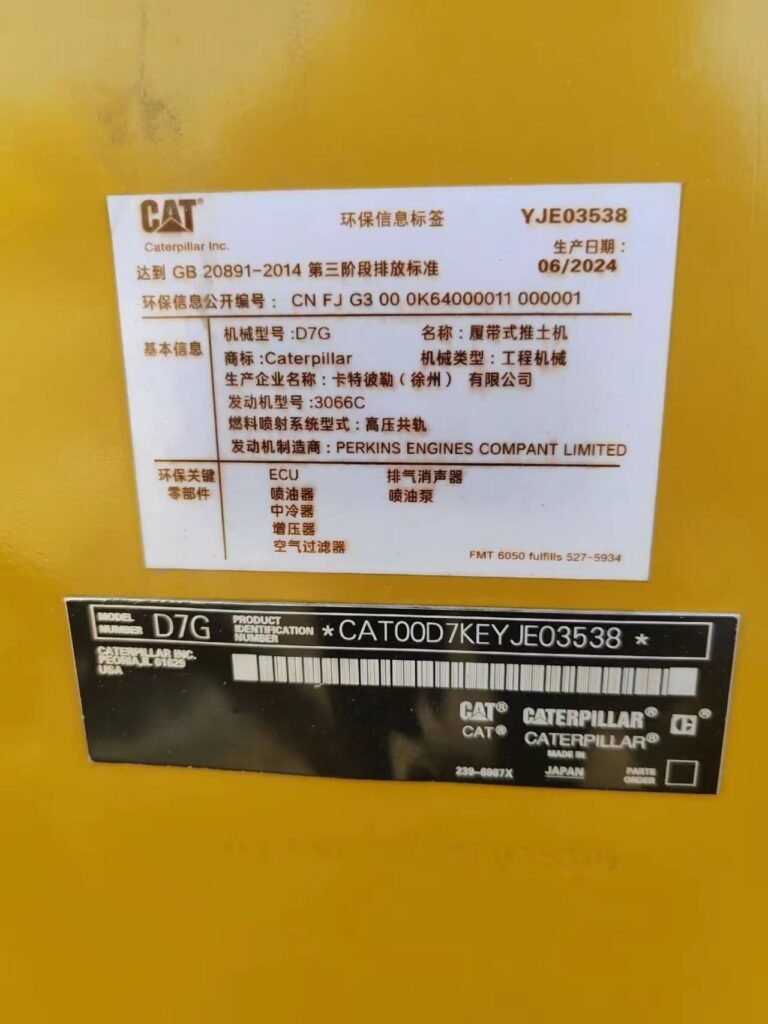 CAT®
环保信息标签
YJE03538
Caterpillar Inc.
生产日期：
达到 GB 20891-2014 第三阶段排放标准
06/2024
环保信息公开编号： CN FJ G3 00 0K64000011 000001
基本信息
机械型号 :D7G 名称：履带式推土机
商标 :Caterpillar 机械类型：工程机械
生产企业名称：卡特彼勒（徐州） 有限公司
发动机型号 :3066C
燃料喷射系统型式：高压共轨
发动机制造商：PERKINS ENGINES COMPANT LIMITED
环保关键
零部件
ECU 排气消声器
喷油器 喷油泵
中冷器
增压器
空气过滤器
FMT 6050 fulfills 527-5934
MODEL
NUMBER
D7G
PRODUCT
IDENTIFICATION
NUMBER
*CAT00D7KEYJE03538*
CATERPILLAR INC.
PEORIA,IL 61629
USA
CAT® CATERPILLAR® ®
CAT® CATERPILLAR®
MADE IN
JAPAN
PARTS
ORDER